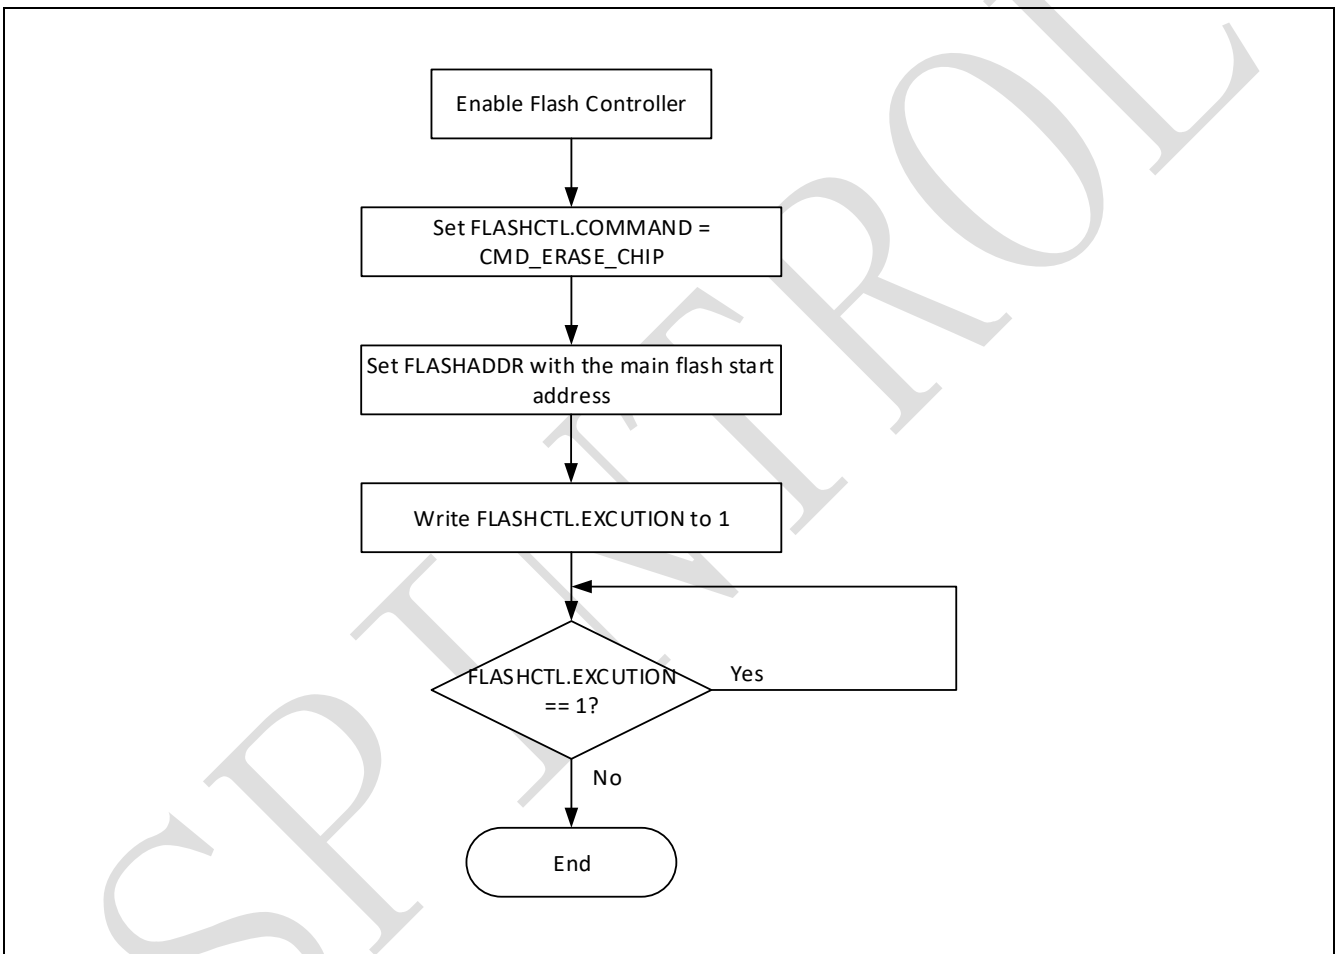 Enable Flash Controller
Set FLASHCTL.COMMAND =
CMD_ERASE_CHIP
Set FLASHADDR with the main flash start
address
Write FLASHCTL.EXCUTION to 1
FLASHCTL.EXCUTION
== 1?
Yes
No
End
SPINTROL